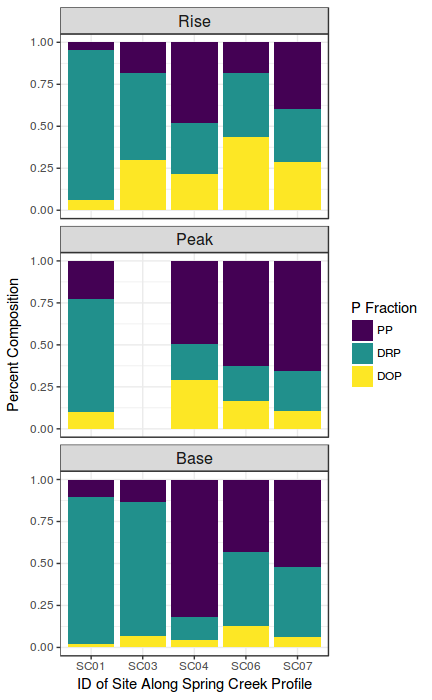 Rise
1.00
0.75
0.50
0.25
0.00
Peak
1.00
0.75
0.50
0.25
0.00
Base
1.00
0.75
0.50
0.25
0.00
SC01 SC03 SC04 SC06 SC07
ID of Site Along Spring Creek Profile
Percent Composition
P Fraction
PP
DRP
DOP